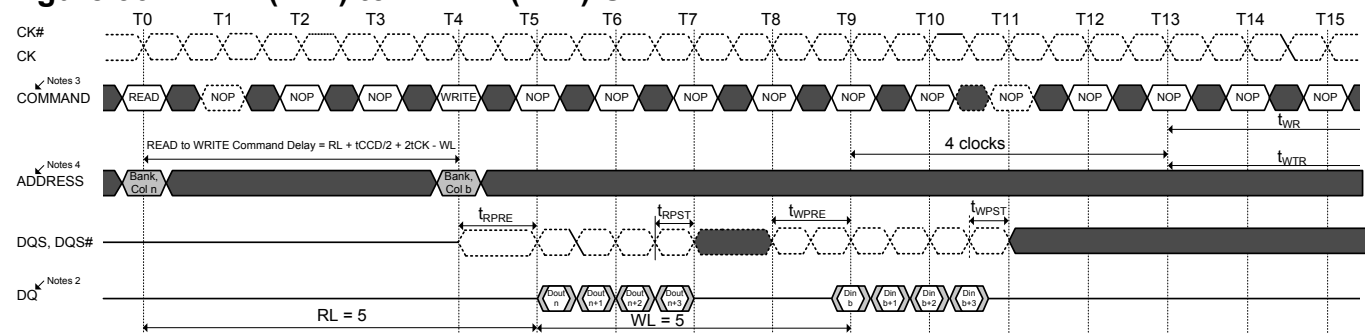 T0 T1 T2 T3 T4 T5 T6 T7 T8 T9 T10 T11 T12 T13 T14 T15
CK#
CK
Notes 3
COMMAND READ NOP NOP NOP WRITE NOP NOP NOP NOP NOP NOP NOP NOP NOP NOP NOP
tWR
READ to WRITE Command Delay = RL + tCCD/2 + 2tCK - WL
4 clocks
tWTR
Notes 4
ADDRESS
Bank, Col n
Bank, Col b
tRPRE tRPST tWPRE tWPST
DQS, DQS#
Notes 2
DQ
Dout n Dout n+1 Dout n+2 Dout n+3 Din b Din b+1 Din b+2 Din b+3
RL = 5 WL = 5